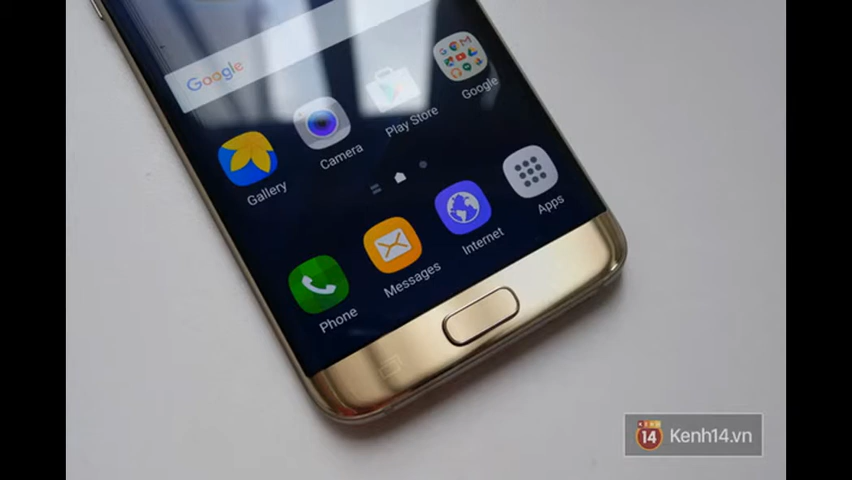 Google
Gallery
Camera
Play Store
Google
Phone
Messages
Internet
Apps
14 Kenh14.vn